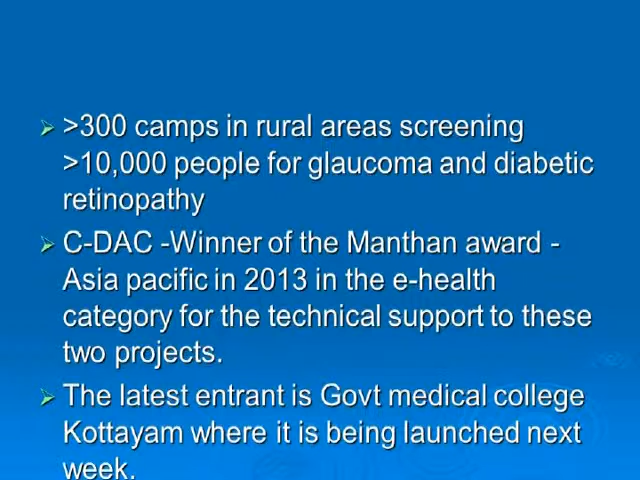 >300 camps in rural areas screening
>10,000 people for glaucoma and diabetic
retinopathy
C-DAC -Winner of the Manthan award -
Asia pacific in 2013 in the e-health
category for the technical support to these
two projects.
The latest entrant is Govt medical college
Kottayam where it is being launched next
week.